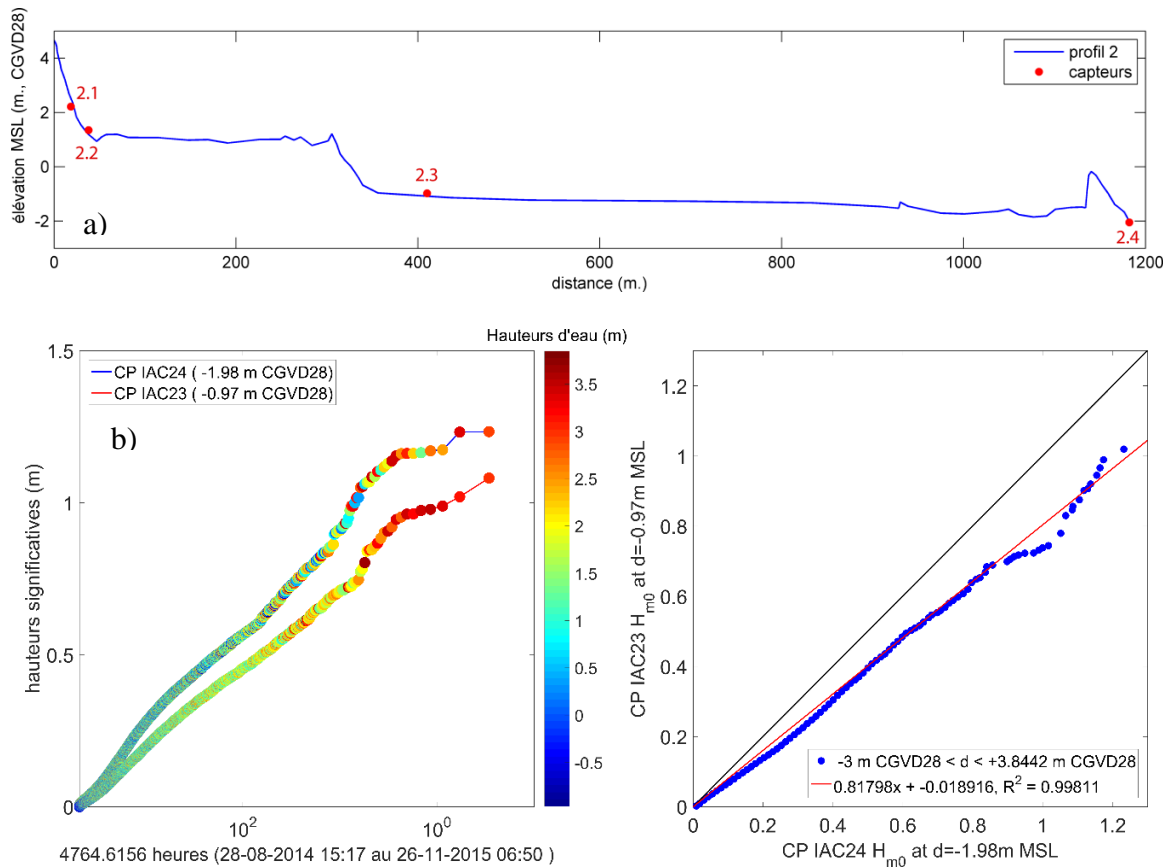 élévation MSL (m., CGVD28)
4
2
0
-2
2.1
2.2
2.3
2.4
profil 2
capteurs
a)
0
200
400
600
800
1000
1200
distance (m.)
hauteurs significatives (m)
1.5
1
0.5
0
CP IAC24 ( -1.98 m CGVD28)
CP IAC23 ( -0.97 m CGVD28)
b)
10²
10⁰
4764.6156 heures (28-08-2014 15:17 au 26-11-2015 06:50 )
Hauteurs d'eau (m)
3.5
3
2.5
2
1.5
1
0.5
0
-0.5
CP IAC23 Hm0 at d=-0.97m MSL
1.2
1
0.8
0.6
0.4
0.2
0
-3 m CGVD28 < d < +3.8442 m CGVD28
0.81798x + -0.018916, R² = 0.99811
0
0.2
0.4
0.6
0.8
1
1.2
CP IAC24 Hm0 at d=-1.98m MSL